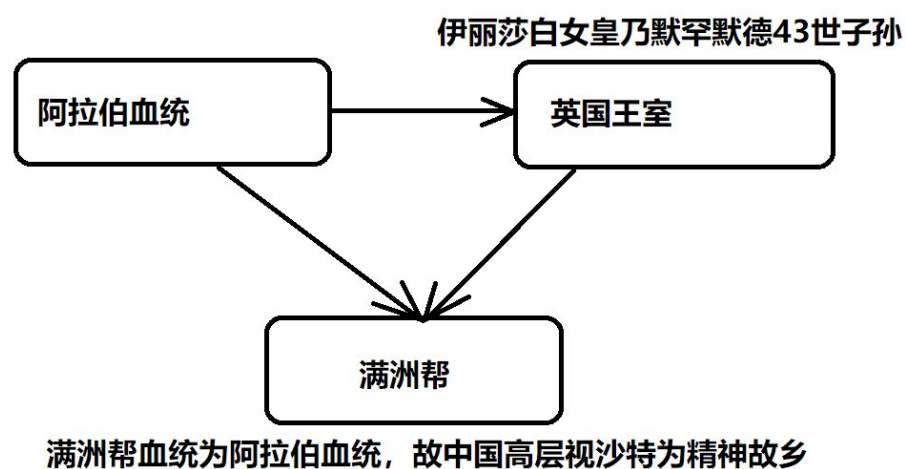 伊丽莎白女皇乃默罕默德43世子孙
阿拉伯血统
英国王室
满洲帮
满洲帮血统为阿拉伯血统，故中国高层视沙特为精神故乡